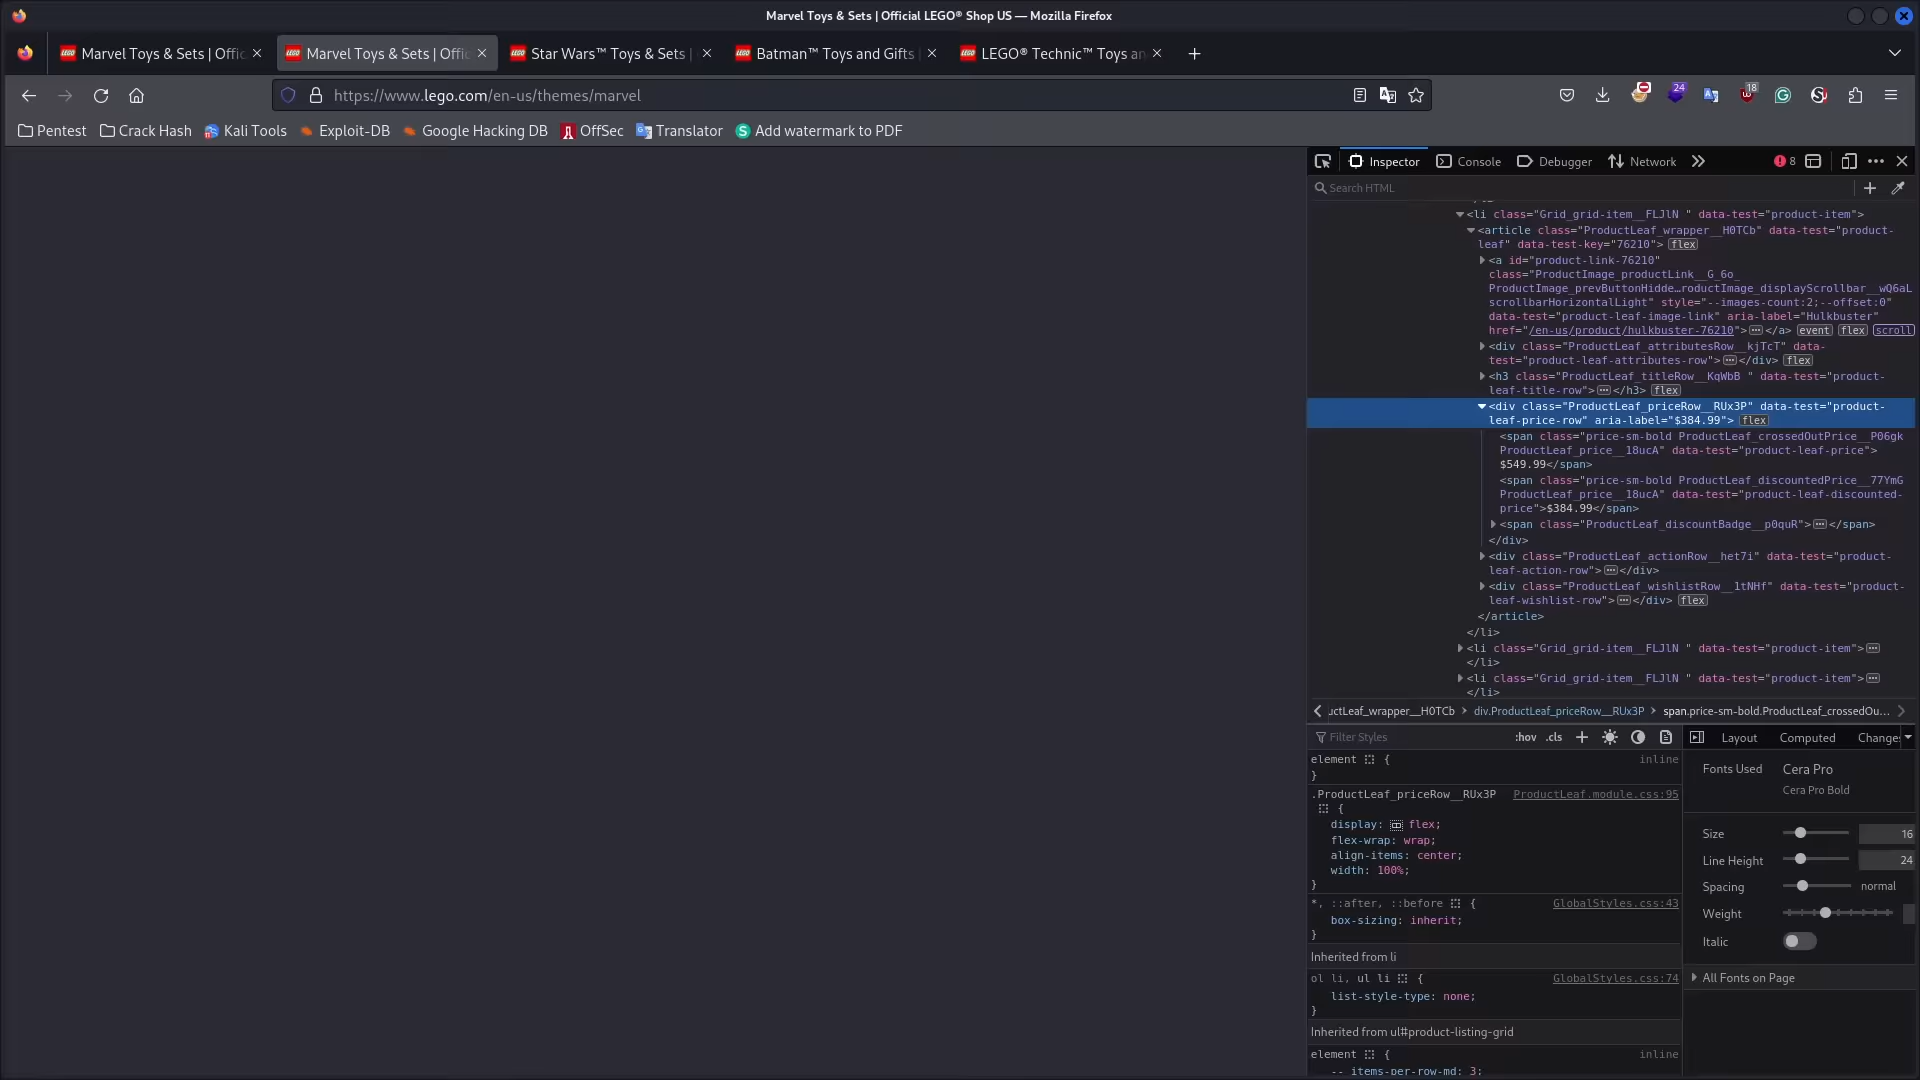 Marvel Toys & Sets | Official LEGO® Shop US — Mozilla Firefox
Marvel Toys & Sets | Offic
Marvel Toys & Sets | Offic
Star Wars™ Toys & Sets |
Batman™ Toys and Gifts |
LEGO® Technic™ Toys an
https://www.lego.com/en-us/themes/marvel
24
18
Pentest
Crack Hash
Kali Tools
Exploit-DB
Google Hacking DB
OffSec
Translator
Add watermark to PDF
Inspector
Console
Debugger
Network
8
Search HTML
<li class="Grid_grid-item__FLJlN " data-test="product-item">
<article class="ProductLeaf_wrapper__H0TCb" data-test="product-
leaf" data-test-key="76210"> flex
<a id="product-link-76210"
class="ProductImage_productLink__G_6o_
ProductImage_prevButtonHidde…roductImage_displayScrollbar__wQ6aL
scrollbarHorizontalLight" style="--images-count:2;--offset:0"
data-test="product-leaf-image-link" aria-label="Hulkbuster"
href="/en-us/product/hulkbuster-76210"></a> event flex scroll
<div class="ProductLeaf_attributesRow__kjTcT" data-
test="product-leaf-attributes-row"></div> flex
<h3 class="ProductLeaf_titleRow__KqWbB " data-test="product-
leaf-title-row"></h3> flex
<div class="ProductLeaf_priceRow__RUx3P" data-test="product-
leaf-price-row" aria-label="$384.99"> flex
<span class="price-sm-bold ProductLeaf_crossedOutPrice__P06gk
ProductLeaf_price__18ucA" data-test="product-leaf-price">
$549.99</span>
<span class="price-sm-bold ProductLeaf_discountedPrice__77YmG
ProductLeaf_price__18ucA" data-test="product-leaf-discounted-
price">$384.99</span>
<span class="ProductLeaf_discountBadge__p0quR"></span>
</div>
<div class="ProductLeaf_actionRow__het7i" data-test="product-
leaf-action-row"></div>
<div class="ProductLeaf_wishlistRow__1tNHf" data-test="product-
leaf-wishlist-row"></div> flex
</article>
</li>
<li class="Grid_grid-item__FLJlN " data-test="product-item">
</li>
<li class="Grid_grid-item__FLJlN " data-test="product-item">
</li>
uctLeaf_wrapper__H0TCb
div.ProductLeaf_priceRow__RUx3P
span.price-sm-bold.ProductLeaf_crossedOu…
Filter Styles
:hov .cls
Layout
Computed
Changes
element {
inline
}
.ProductLeaf_priceRow__RUx3P
ProductLeaf.module.css:95
{
display: flex;
flex-wrap: wrap;
align-items: center;
width: 100%;
}
*, ::after, ::before {
GlobalStyles.css:43
box-sizing: inherit;
}
Inherited from li
ol li, ul li {
GlobalStyles.css:74
list-style-type: none;
}
Inherited from ul#product-listing-grid
element {
inline
-- items-per-row-md: 3;
Fonts Used
Cera Pro
Cera Pro Bold
Size
16
Line Height
24
Spacing
normal
Weight
Italic
All Fonts on Page